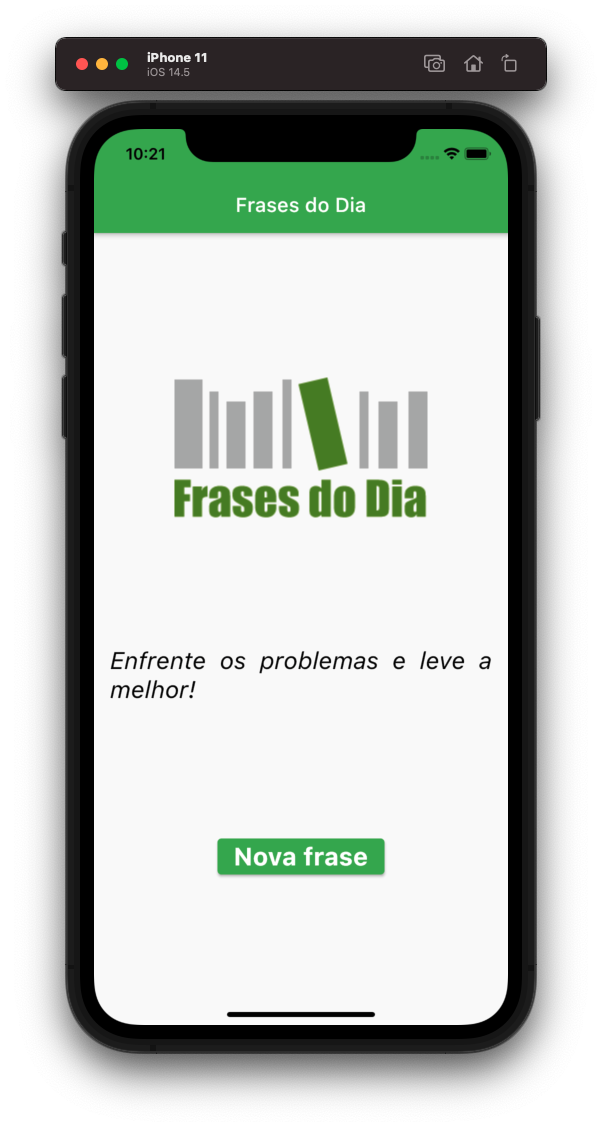 iPhone 11
iOS 14.5
10:21
Frases do Dia
Frases do Dia
Enfrente os problemas e leve a
melhor!
Nova frase